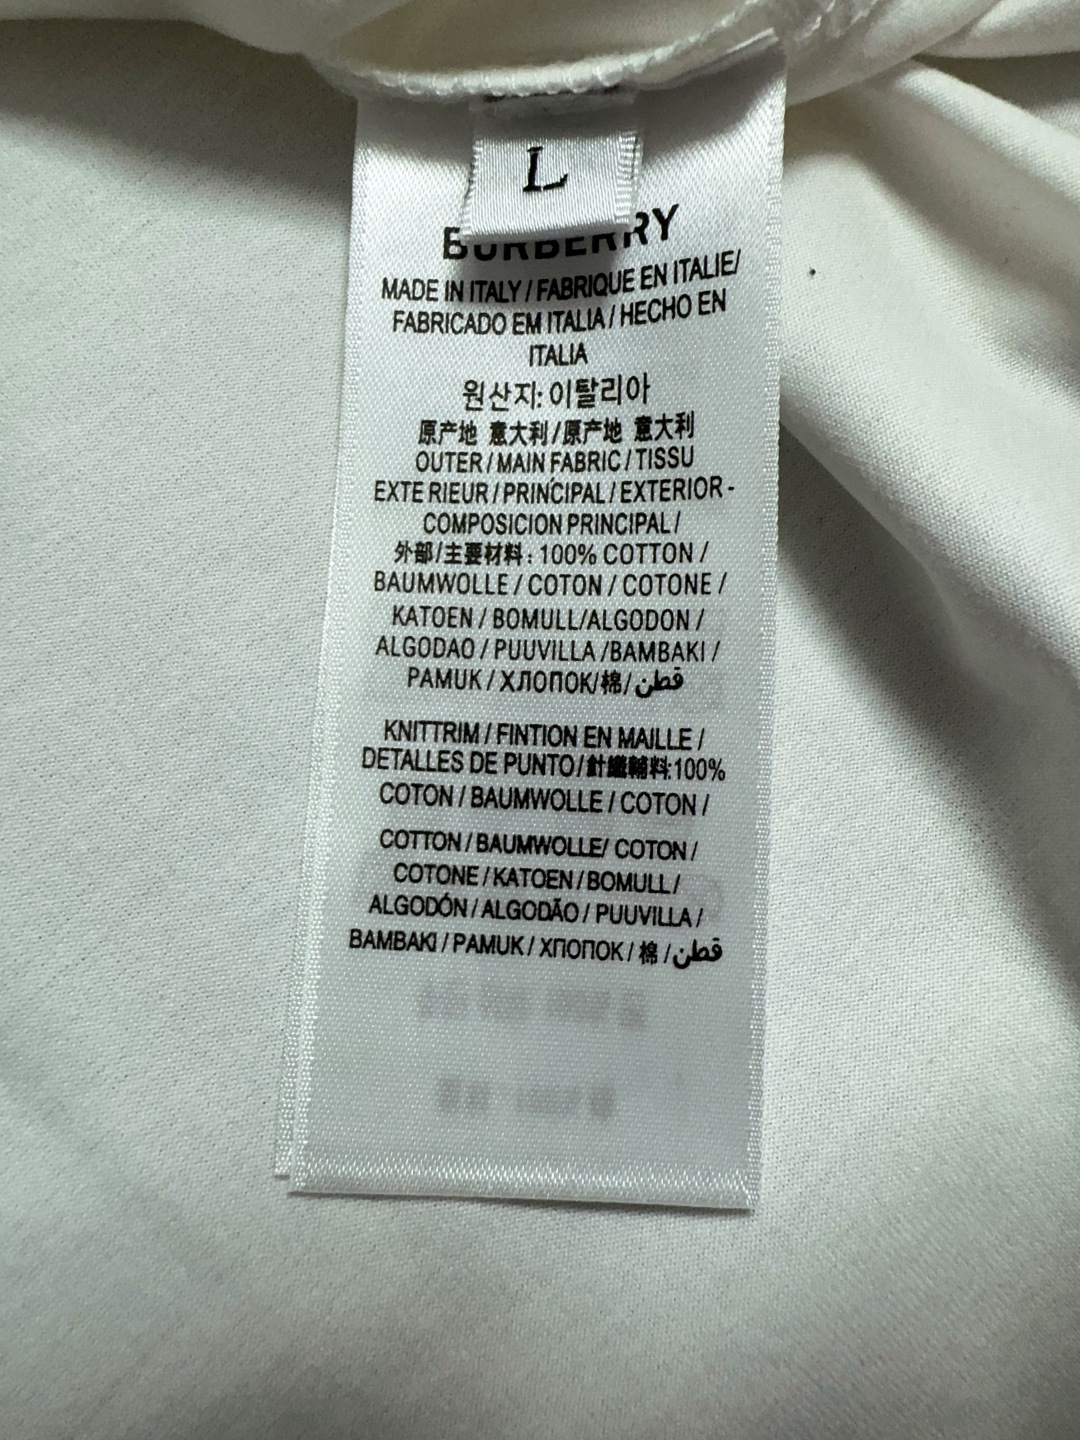 L
BURBERRY
MADE IN ITALY / FABRIQUE EN ITALIE/
FABRICADO EM ITALIA / HECHO EN
ITALIA
원산지: 이탈리아
原产地 意大利/原产地 意大利
OUTER / MAIN FABRIC / TISSU
EXTE RIEUR / PRINĆIPAL / EXTERIOR -
COMPOSICION PRINCIPAL /
外部/主要材料: 100% COTTON /
BAUMWOLLE / COTON / COTONE /
KATOEN / BOMULL/ALGODON /
ALGODAO / PUUVILLA /BAMBAKI /
PAMUK / ХЛОПОК/棉/قطن
KNITTRIM / FINTION EN MAILLE /
DETALLES DE PUNTO/針織輔料:100%
COTON / BAUMWOLLE / COTON /
COTTON / BAUMWOLLE/ COTON /
COTONE / KATOEN / BOMULL /
ALGODÓN / ALGODÃO / PUUVILLA /
BAMBAKI / PAMUK / ХПОПОК / 棉 /قطن